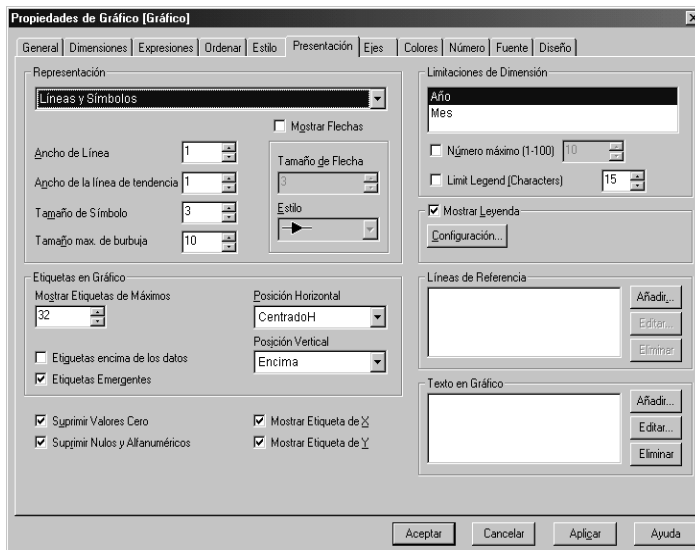 Propiedades de Gráfico [Gráfico]
General Dimensiones Expresiones Ordenar Estilo Presentación Ejes Colores Número Fuente Diseño
Representación
Líneas y Símbolos
Mostrar Flechas
Ancho de Línea 1
Ancho de la línea de tendencia 1
Tamaño de Símbolo 3
Tamaño max. de burbuja 10
Tamaño de Flecha
3
Estilo
Limitaciones de Dimensión
Año
Mes
Número máximo (1-100) 10
Limit Legend (Characters) 15
Mostrar Leyenda
Configuración...
Etiquetas en Gráfico
Mostrar Etiquetas de Máximos
32
Posición Horizontal
CentradoH
Posición Vertical
Encima
Etiquetas encima de los datos
Etiquetas Emergentes
Líneas de Referencia
Añadir...
Editar...
Eliminar
Texto en Gráfico
Añadir...
Editar...
Eliminar
Suprimir Valores Cero
Mostrar Etiqueta de X
Suprimir Nulos y Alfanuméricos
Mostrar Etiqueta de Y
Aceptar Cancelar Aplicar Ayuda